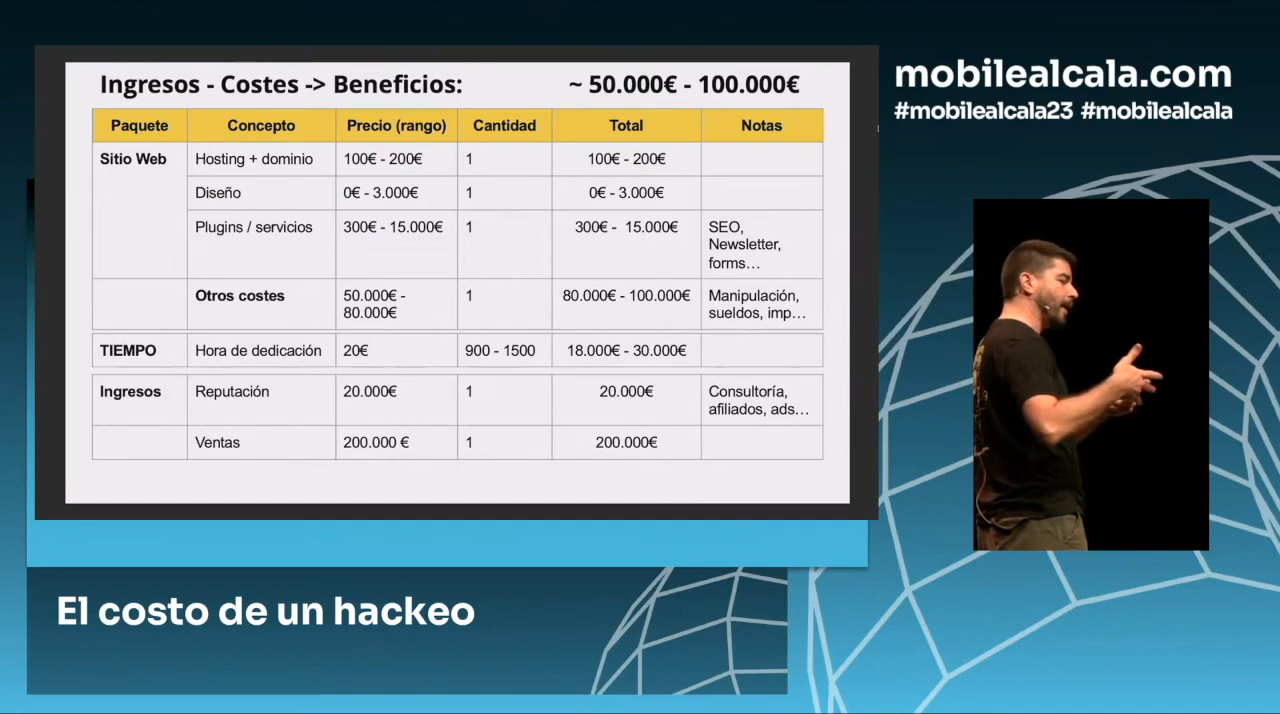 Ingresos - Costes -> Beneficios: ~ 50.000€ - 100.000€
Paquete Concepto Precio (rango) Cantidad Total Notas
Sitio Web Hosting + dominio 100€ - 200€ 1 100€ - 200€
Diseño 0€ - 3.000€ 1 0€ - 3.000€
Plugins / servicios 300€ - 15.000€ 1 300€ - 15.000€ SEO,
Newsletter,
forms…
Otros costes 50.000€ - 1 80.000€ - 100.000€ Manipulación,
80.000€ sueldos, imp…
TIEMPO Hora de dedicación 20€ 900 - 1500 18.000€ - 30.000€
Ingresos Reputación 20.000€ 1 20.000€ Consultoría,
afiliados, ads…
Ventas 200.000 € 1 200.000€
mobilealcala.com
#mobilealcala23 #mobilealcala
El costo de un hackeo